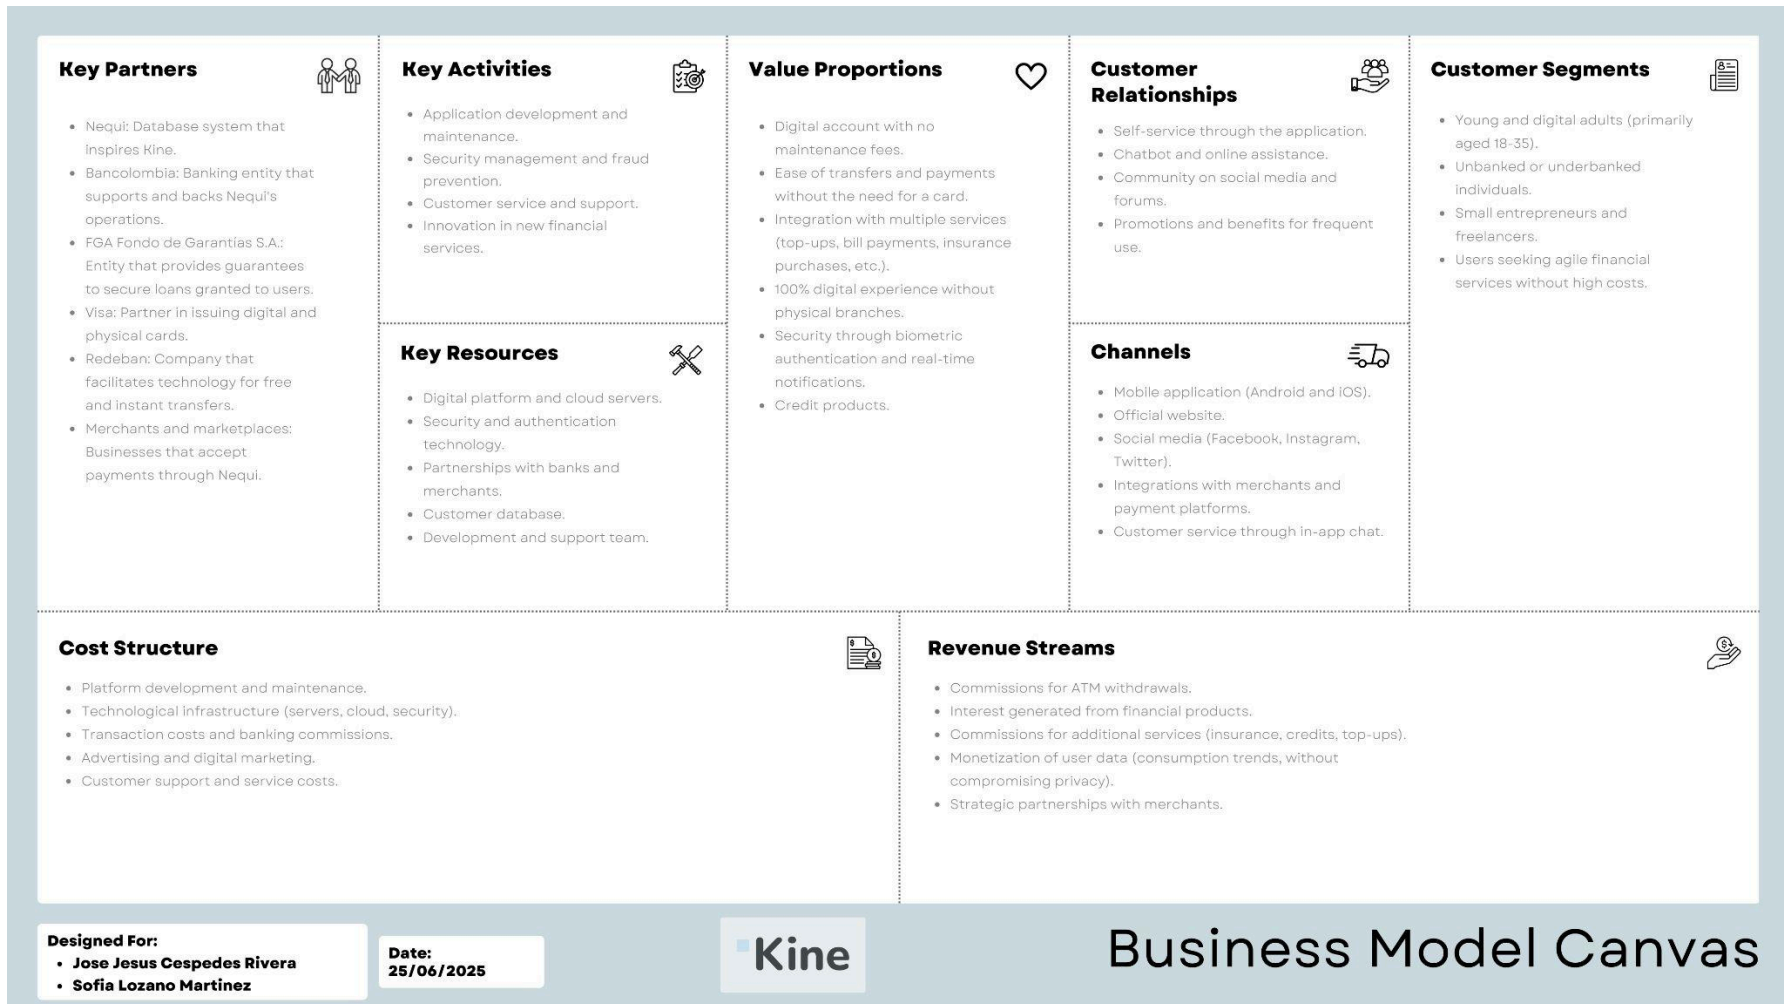 Key Partners
Nequi: Database system that
inspires Kine.
Bancolombia: Banking entity that
supports and backs Nequi's
operations.
FGA Fondo de Garantías S.A.:
Entity that provides guarantees
to secure loans granted to users.
Visa: Partner in issuing digital and
physical cards.
Redeban: Company that
facilitates technology for free
and instant transfers.
Merchants and marketplaces:
Businesses that accept
payments through Nequi.
Key Activities
Application development and
maintenance.
Security management and fraud
prevention.
Customer service and support.
Innovation in new financial
services.
Key Resources
Digital platform and cloud servers.
Security and authentication
technology.
Partnerships with banks and
merchants.
Customer database.
Development and support team.
Value Proportions
Digital account with no
maintenance fees.
Ease of transfers and payments
without the need for a card.
Integration with multiple services
(top-ups, bill payments, insurance
purchases, etc.).
100% digital experience without
physical branches.
Security through biometric
authentication and real-time
notifications.
Credit products.
Customer
Relationships
Self-service through the application.
Chatbot and online assistance.
Community on social media and
forums.
Promotions and benefits for frequent
use.
Channels
Mobile application (Android and iOS).
Official website.
Social media (Facebook, Instagram,
Twitter).
Integrations with merchants and
payment platforms.
Customer service through in-app chat.
Customer Segments
Young and digital adults (primarily
aged 18-35).
Unbanked or underbanked
individuals.
Small entrepreneurs and
freelancers.
Users seeking agile financial
services without high costs.
Cost Structure
Platform development and maintenance.
Technological infrastructure (servers, cloud, security).
Transaction costs and banking commissions.
Advertising and digital marketing.
Customer support and service costs.
Revenue Streams
Commissions for ATM withdrawals.
Interest generated from financial products.
Commissions for additional services (insurance, credits, top-ups).
Monetization of user data (consumption trends, without
compromising privacy).
Strategic partnerships with merchants.
Designed For:
Jose Jesus Cespedes Rivera
Sofia Lozano Martinez
Date:
25/06/2025
Kine
Business Model Canvas